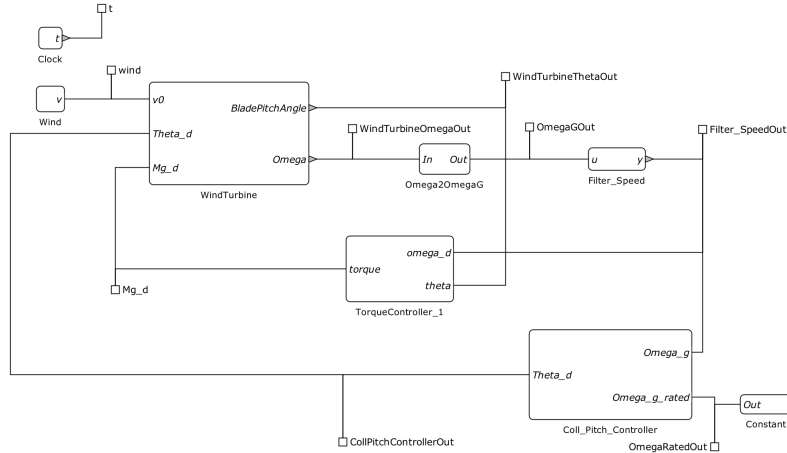 t
t
Clock
wind
v
Wind
v0
BladePitchAngle
Theta_d
Omega
Mg_d
WindTurbine
WindTurbineThetaOut
WindTurbineOmegaOut
In Out
Omega2OmegaG
OmegaGOut
u y
Filter_Speed
Filter_SpeedOut
omega_d
torque
theta
TorqueController_1
Mg_d
Omega_g
Theta_d
Omega_g_rated
Coll_Pitch_Controller
Out
Constant
CollPitchControllerOut
OmegaRatedOut